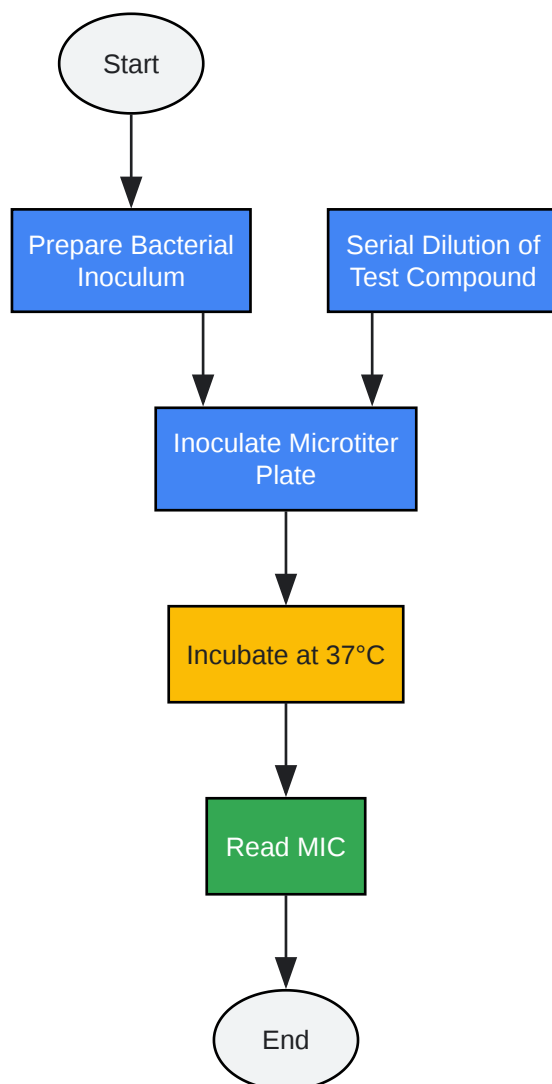 Start
Prepare Bacterial
Inoculum
Serial Dilution of
Test Compound
Inoculate Microtiter
Plate
Incubate at 37°C
Read MIC
End